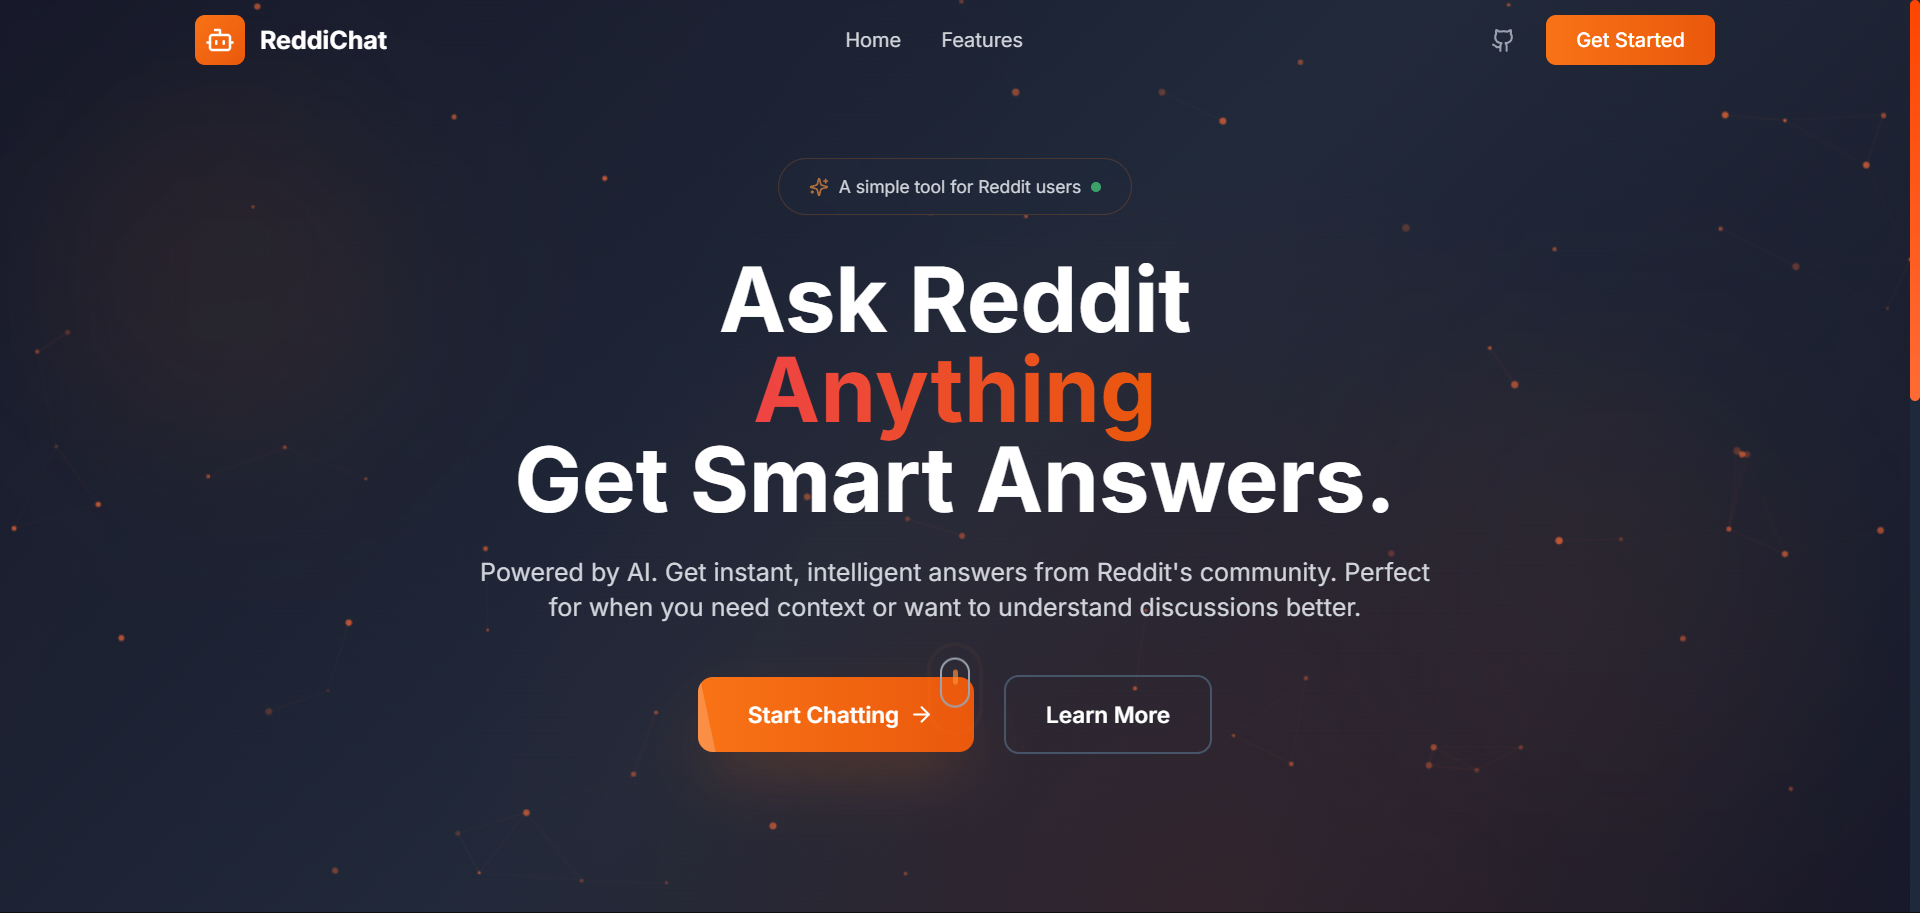 ReddiChat
Home
Features
Get Started
A simple tool for Reddit users
Ask Reddit
Anything
Get Smart Answers.
Powered by AI. Get instant, intelligent answers from Reddit's community. Perfect
for when you need context or want to understand discussions better.
Start Chatting
Learn More